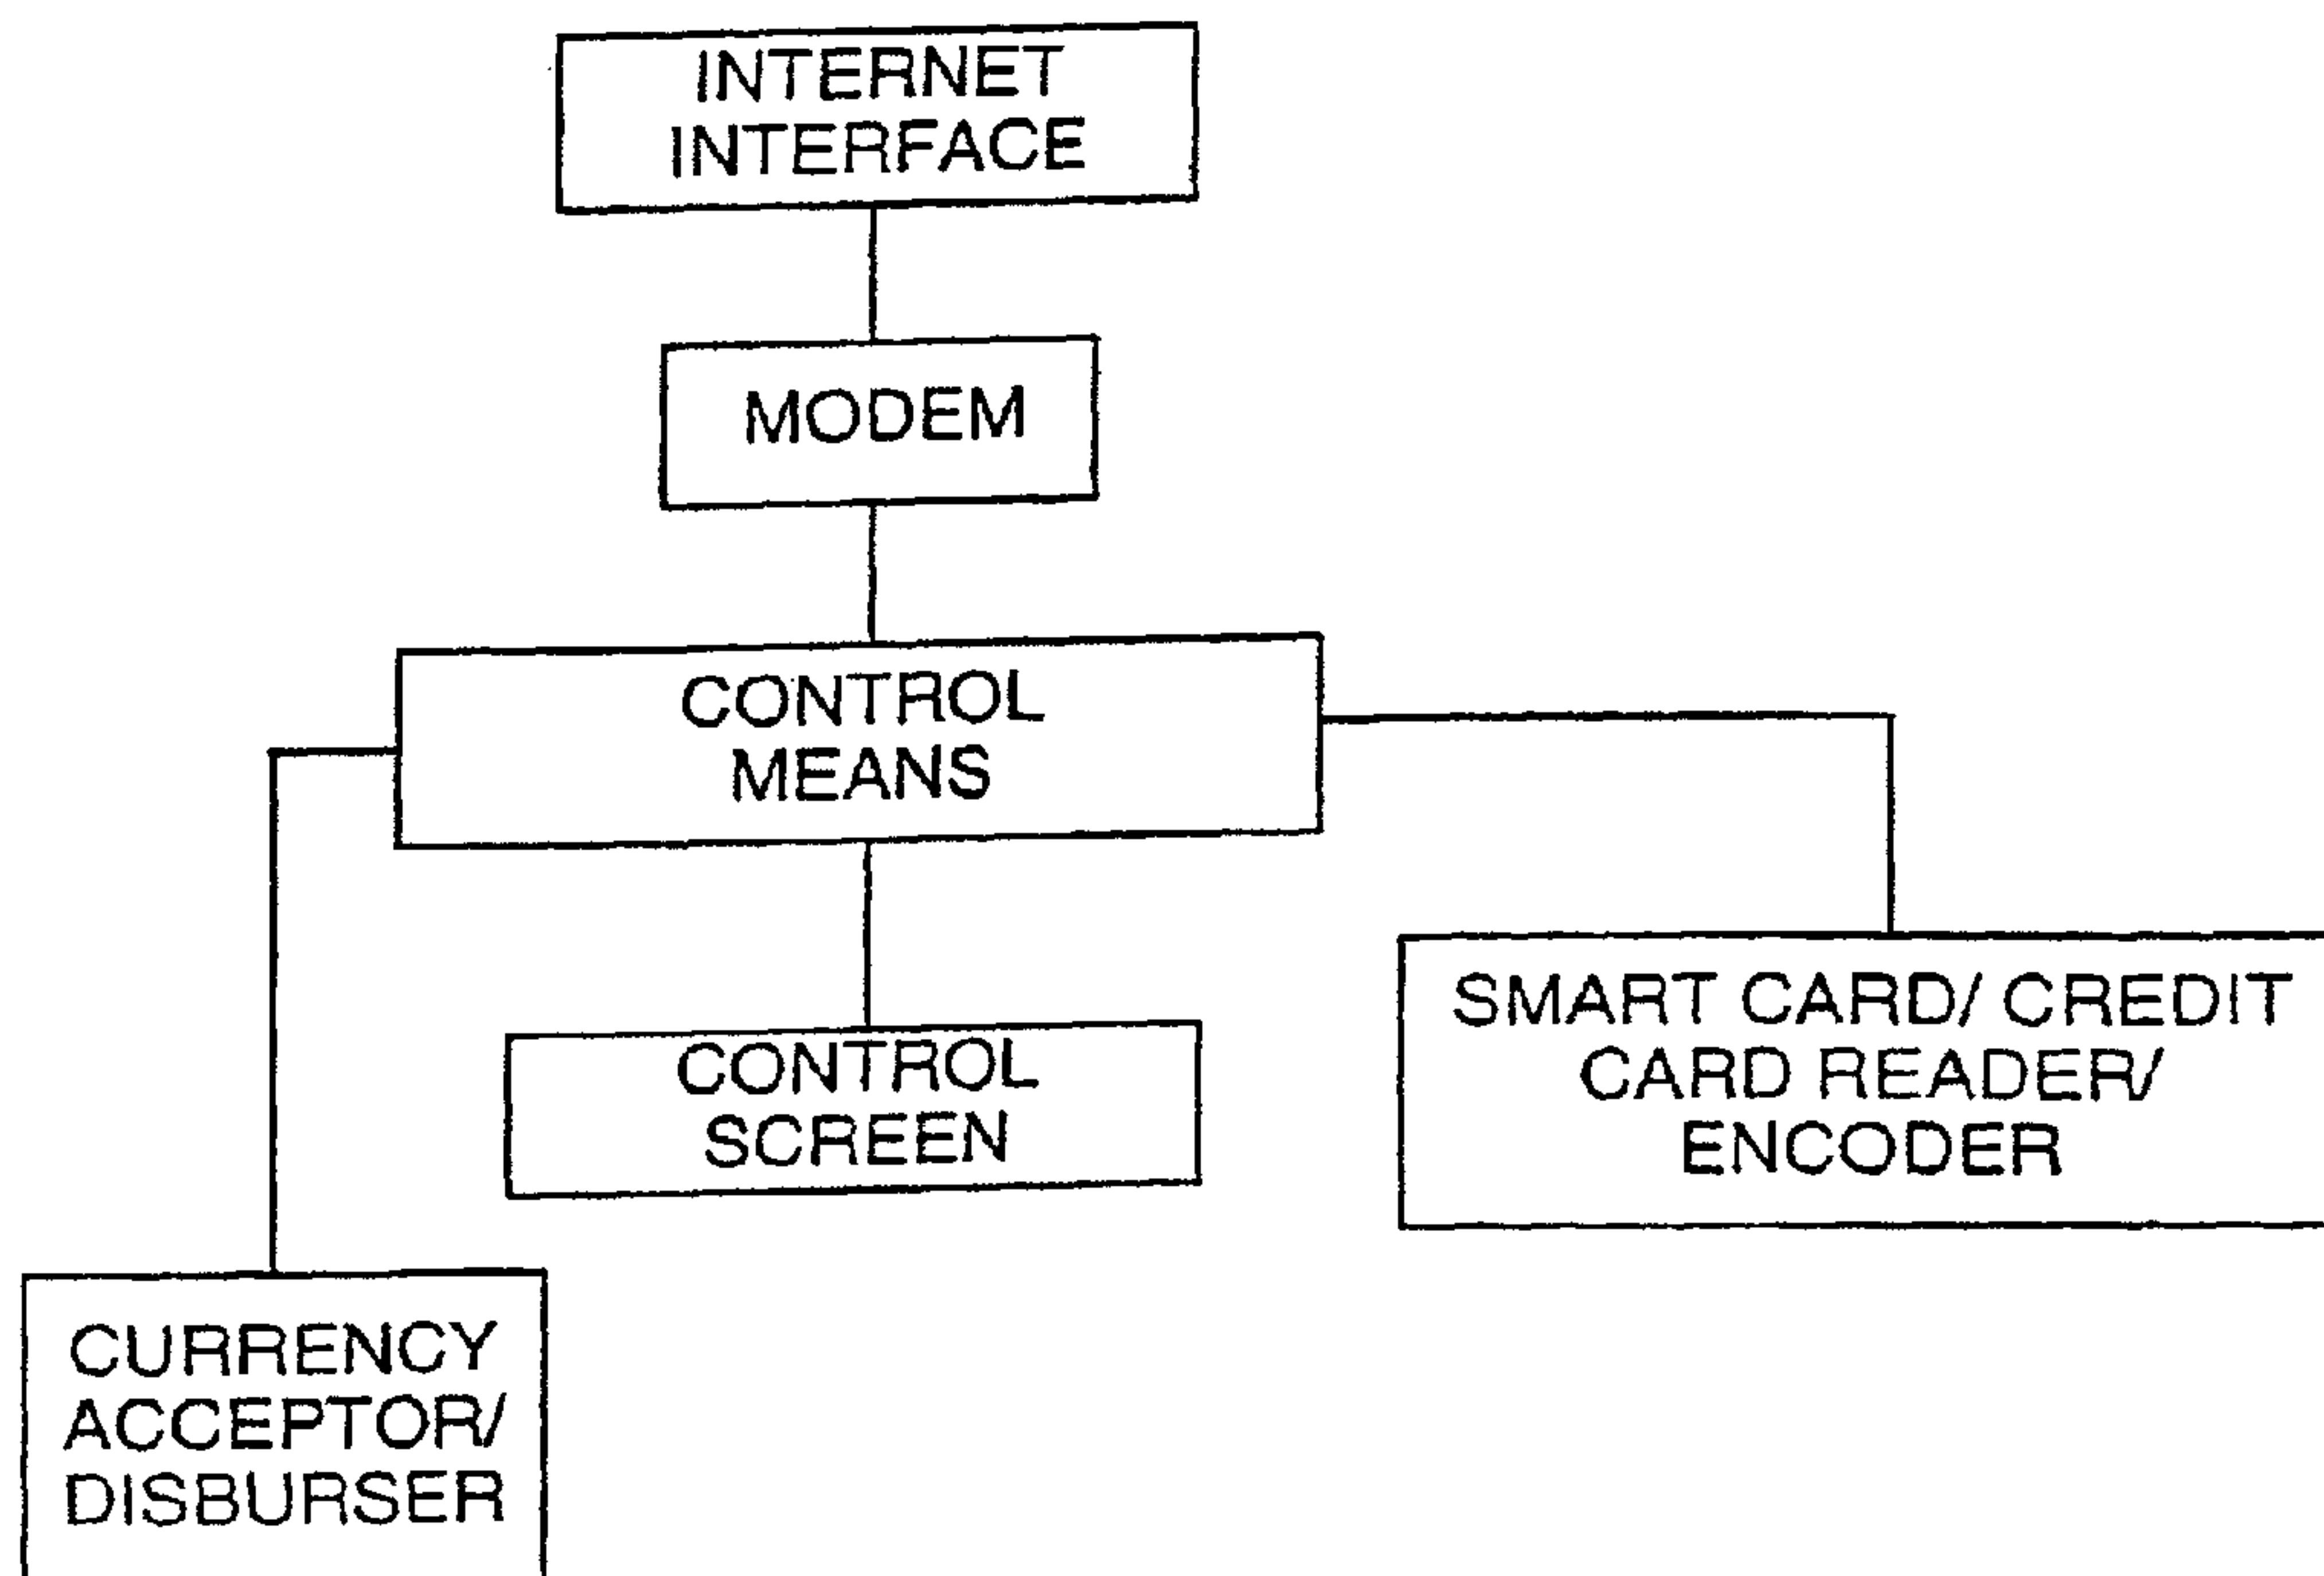 INTERNET
INTERFACE
MODEM
CONTROL
MEANS
CONTROL
SCREEN
SMART CARD/ CREDIT
CARD READER/
ENCODER
CURRENCY
ACCEPTOR/
DISBURSER